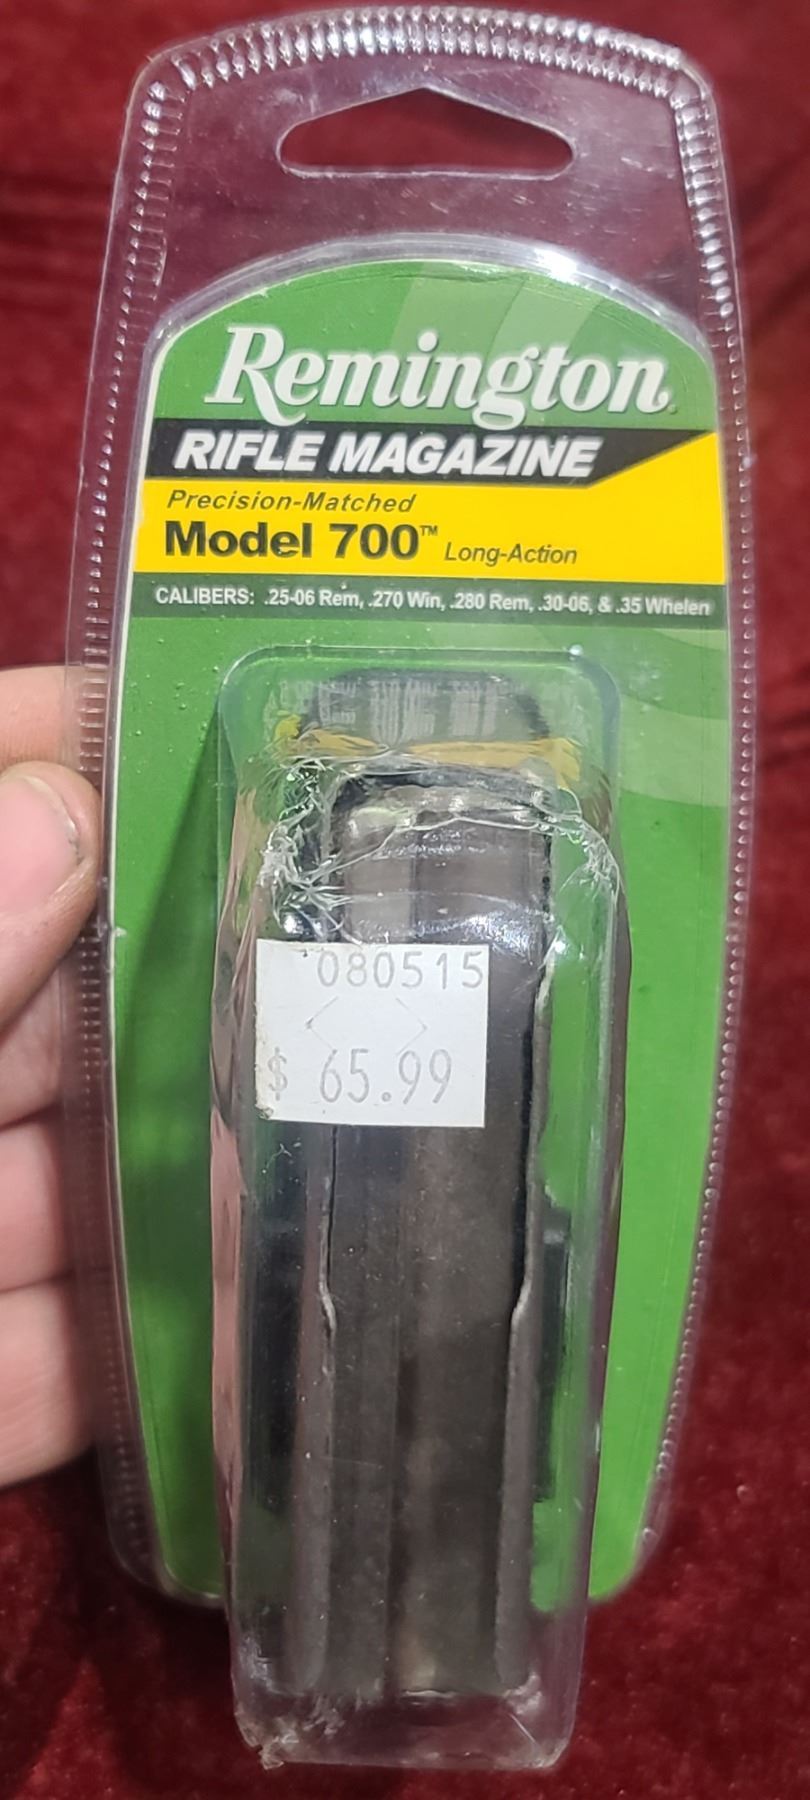 Remington.
RIFLE MAGAZINE
Precision-Matched
Model 700™ Long-Action
CALIBERS: .25-06 Rem, .270 Win, .280 Rem, .30-06, & .35 Whelen
080515
$ 65.99